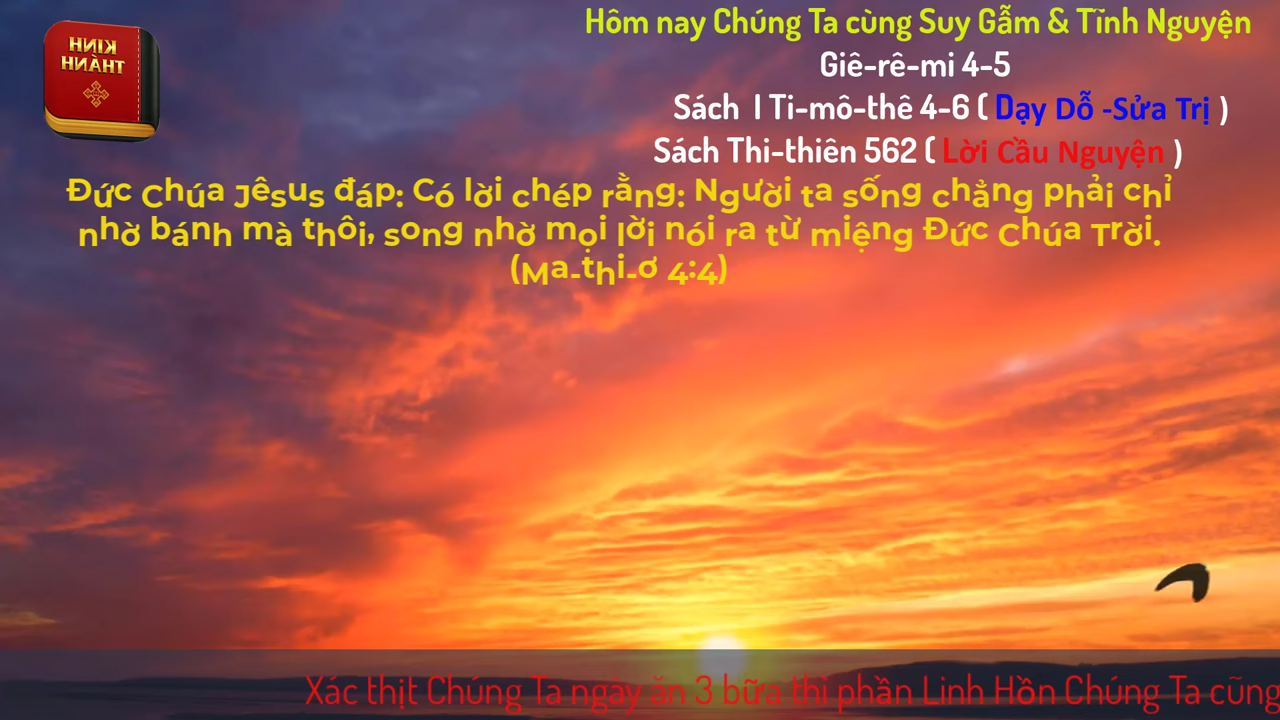 KINH
THÁNH
Hôm nay Chúng Ta cùng Suy Gẫm & Tĩnh Nguyện
Giê-rê-mi 4-5
Sách I Ti-mô-thê 4-6 ( Dạy Dỗ -Sửa Trị )
Sách Thi-thiên 562 ( Lời Cầu Nguyện )
Đức Chúa Jêsus đáp: Có lời chép rằng: Người ta sống chẳng phải chỉ
nhờ bánh mà thôi, song nhờ mọi lời nói ra từ miệng Đức Chúa Trời.
(Ma-thi-ơ 4:4)
Xác thịt Chúng Ta ngày ăn 3 bữa thì phần Linh Hồn Chúng Ta cũng